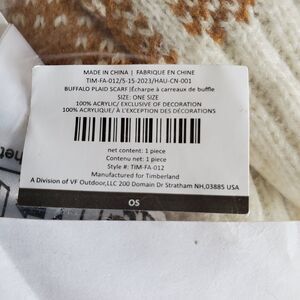 MADE IN CHINA | FABRIQUE EN CHINE
TIM-FA-012/5-15-2023/HAU-CN-001
BUFFALO PLAID SCARF |Écharpe à carreaux de buffle
SIZE: ONE SIZE
100% ACRYLIC/ EXCLUSIVE OF DECORATION
100% ACRYLIQUE/ À L'EXCEPTION DES DÉCORATIONS
net content: 1 piece
Contenu net: 1 piece
Style #: TIM-FA-012
Manufactured for Timberland
A Division of VF Outdoor,LLC 200 Domain Dr Stratham NH,03885 USA
OS